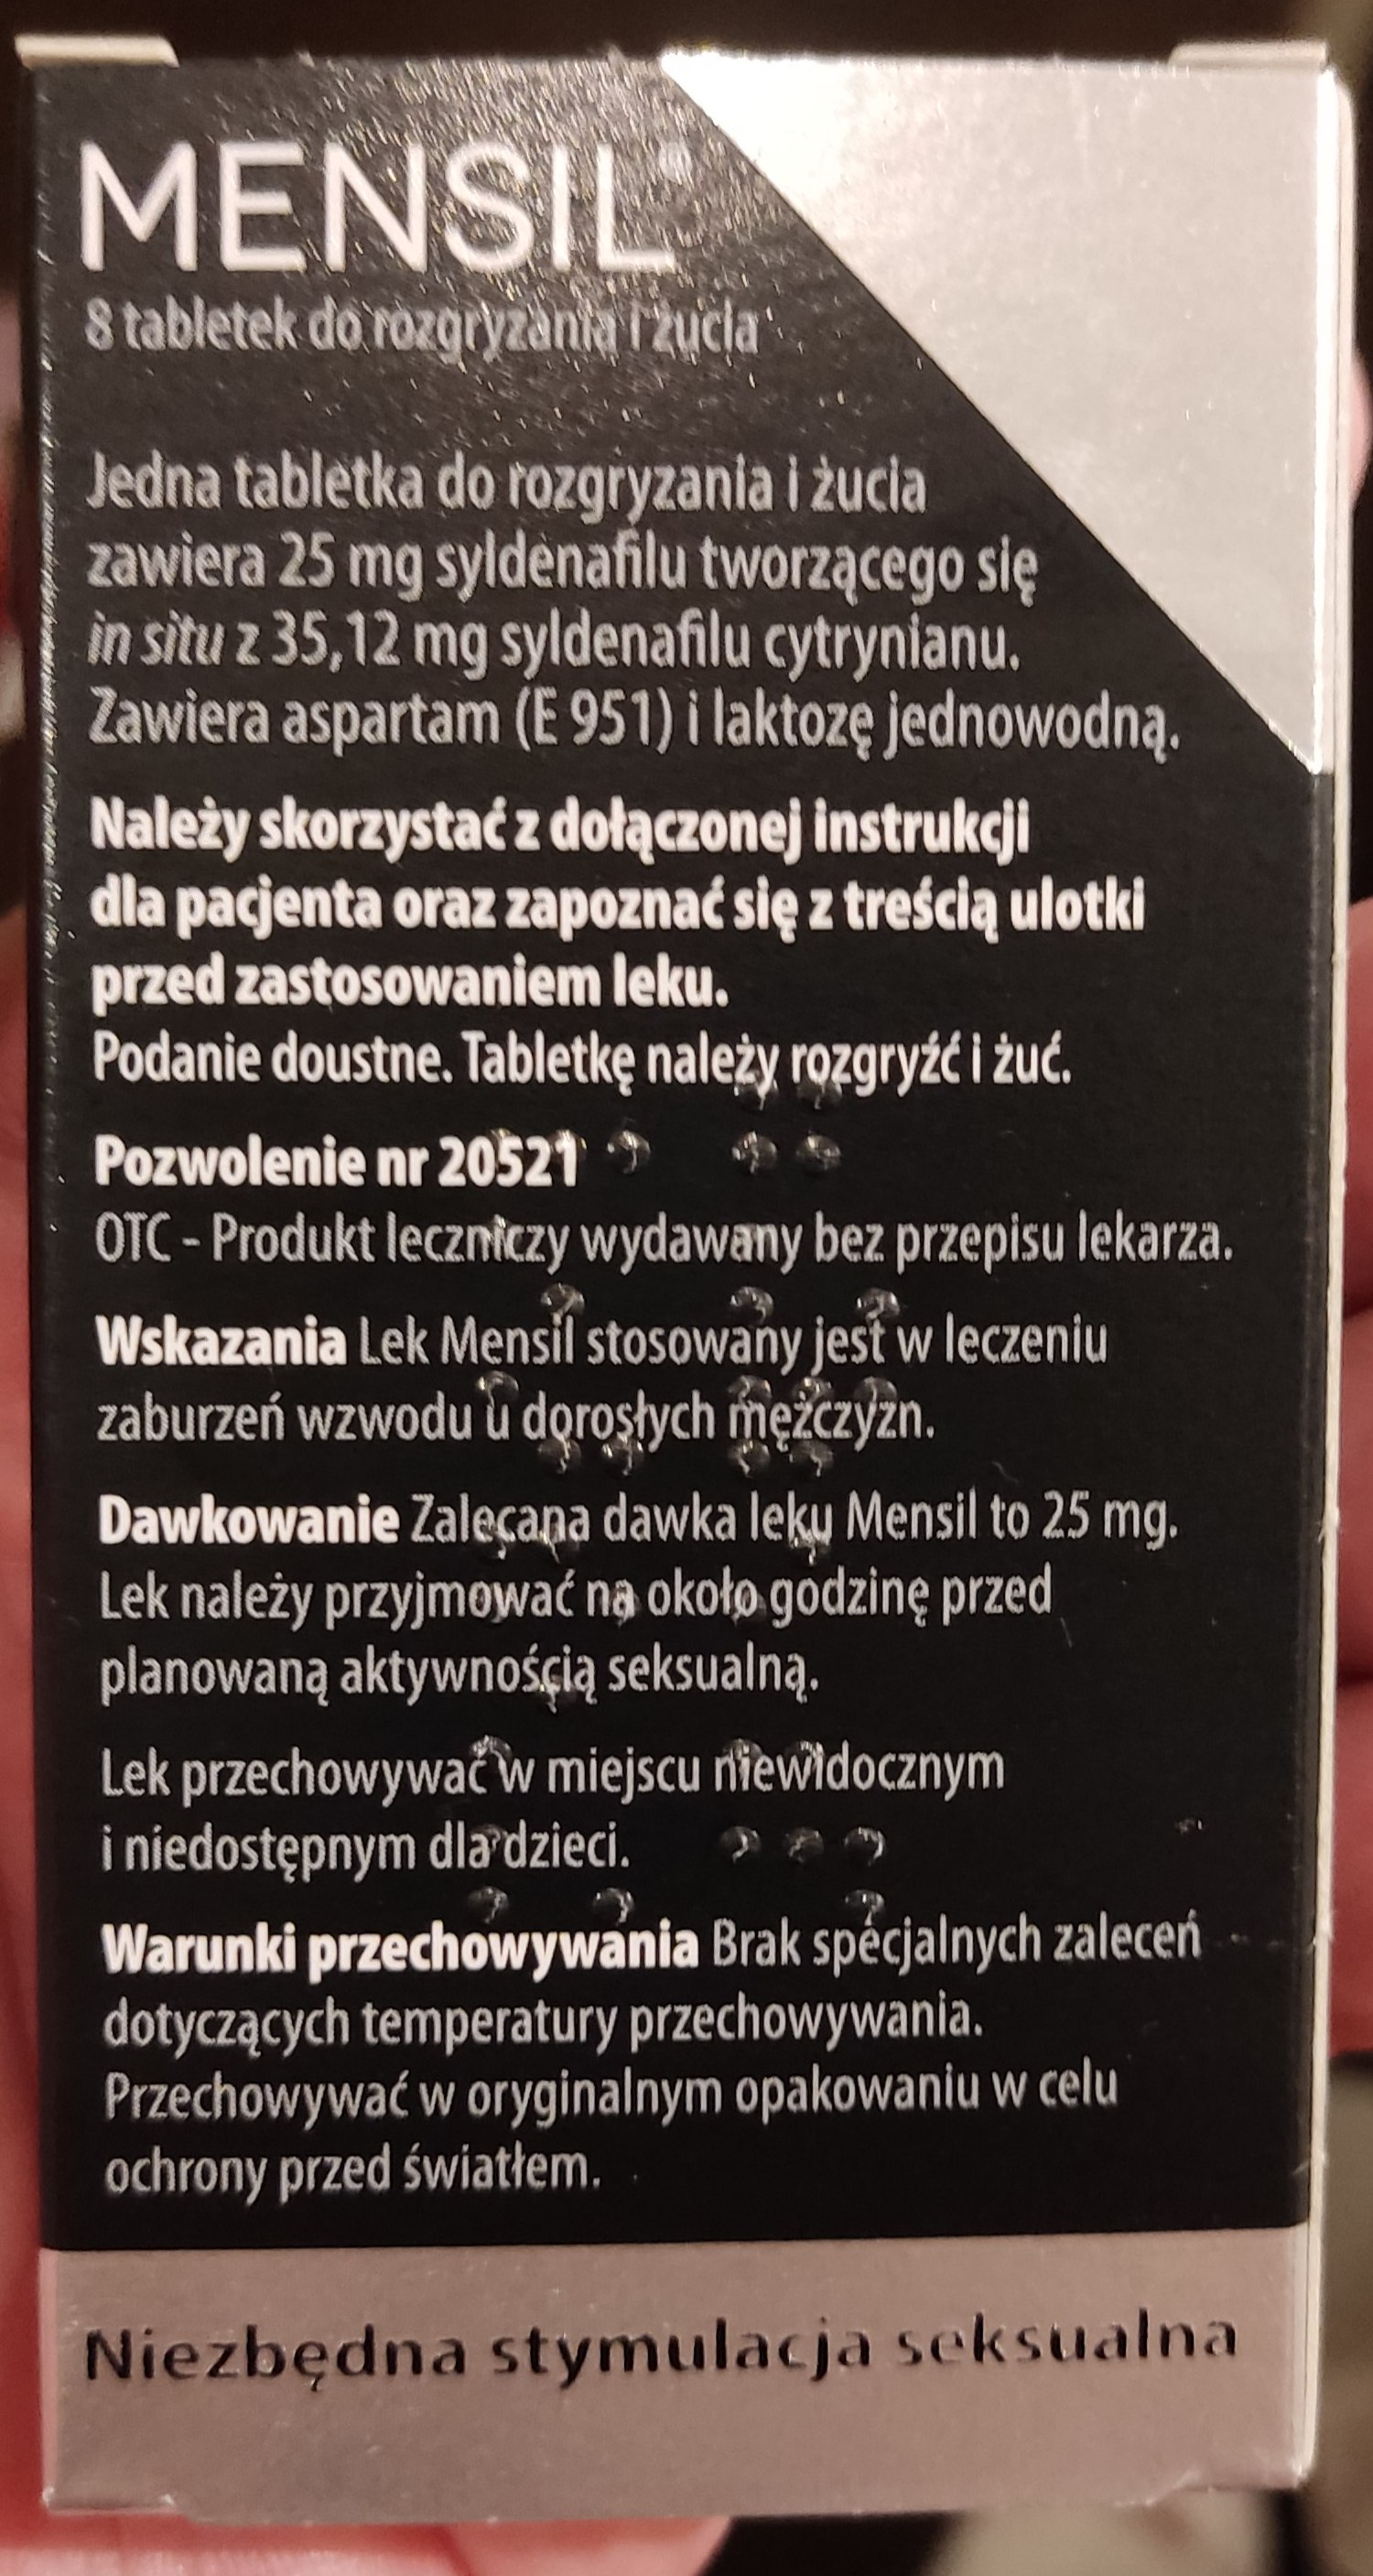 MENSIL®
8 tabletek do rozgryzania i żucia
Jedna tabletka do rozgryzania i żucia
zawiera 25 mg syldenafilu tworzącego się
in situ z 35,12 mg syldenafilu cytrynianu.
Zawiera aspartam (E 951) i laktozę jednowodną.
Należy skorzystać z dołączonej instrukcji
dla pacjenta oraz zapoznać się z treścią ulotki
przed zastosowaniem leku.
Podanie doustne. Tabletkę należy rozgryźć i żuć.
Pozwolenie nr 20521
OTC - Produkt leczniczy wydawany bez przepisu lekarza.
Wskazania Lek Mensil stosowany jest w leczeniu
zaburzeń wzwodu u dorosłych mężczyzn.
Dawkowanie Zalecana dawka leku Mensil to 25 mg.
Lek należy przyjmować na około godzinę przed
planowaną aktywnością seksualną.
Lek przechowywać w miejscu niewidocznym
i niedostępnym dla dzieci.
Warunki przechowywania Brak specjalnych zaleceń
dotyczących temperatury przechowywania.
Przechowywać w oryginalnym opakowaniu w celu
ochrony przed światłem.
Niezbędna stymulacja seksualna